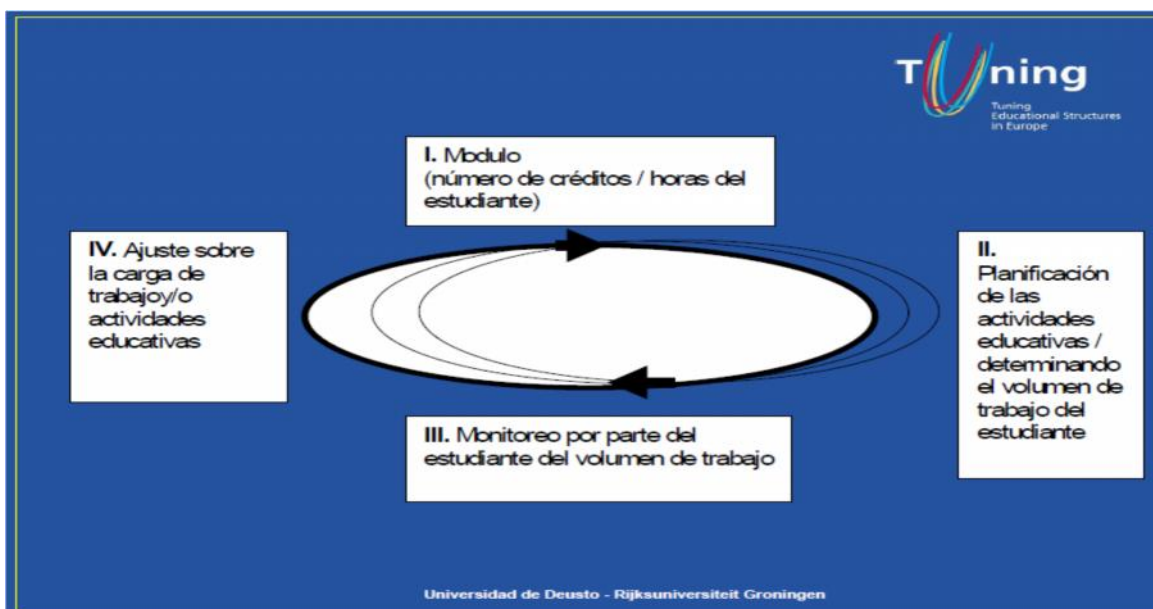 Tuning
Tuning
Educational Structures
in Europe
I. Modulo
(número de créditos / horas del
estudiante)
IV. Ajuste sobre
la carga de
trabajoy/o
actividades
educativas
II.
Planificación
de las
actividades
educativas /
determinando
el volumen de
trabajo del
estudiante
III. Monitoreo por parte del
estudiante del volumen de trabajo
Universidad de Deusto - Rijksuniversiteit Groningen